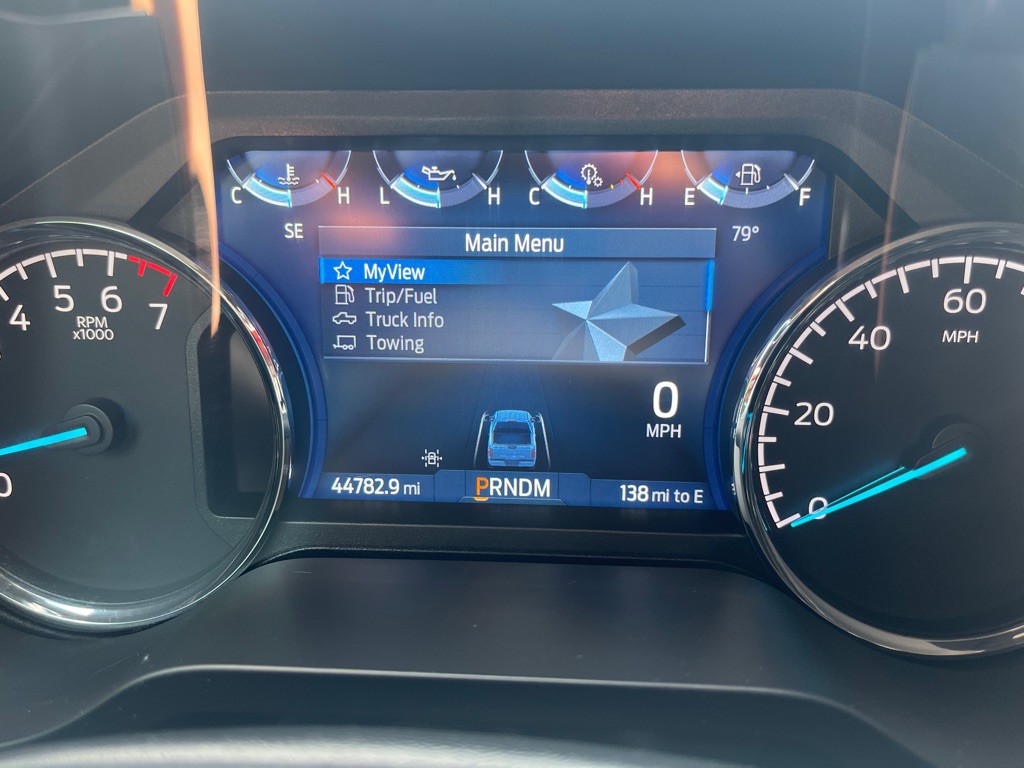 C H
L H
C H
E F
SE
79°
Main Menu
MyView
Trip/Fuel
Truck Info
Towing
4 5 6 7
RPM
x1000
0
MPH
0 20 40 60
MPH
44782.9 mi
PRNDM
138 mi to E
0